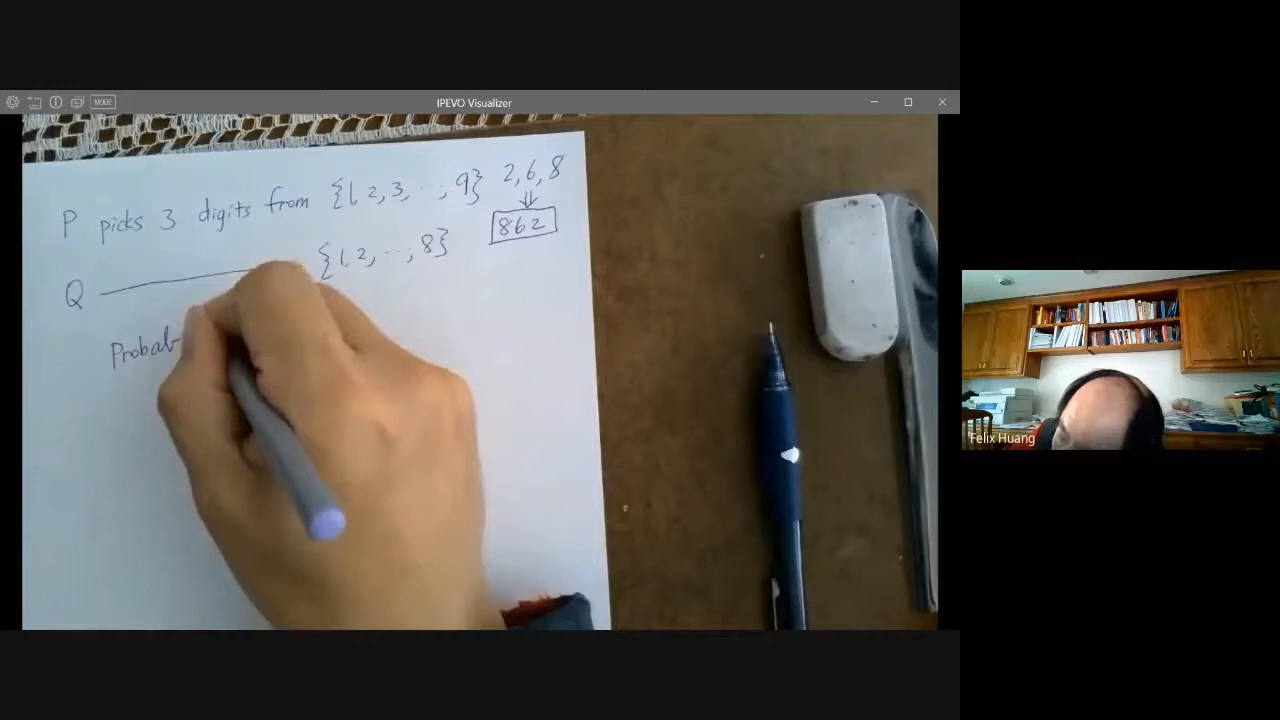 IPEVO Visualizer
MODE
P picks 3 digits from {1, 2, 3, ..., 9} 2, 6, 8
⇓
862
Q {1, 2, ..., 8}
Probab
Felix Huang